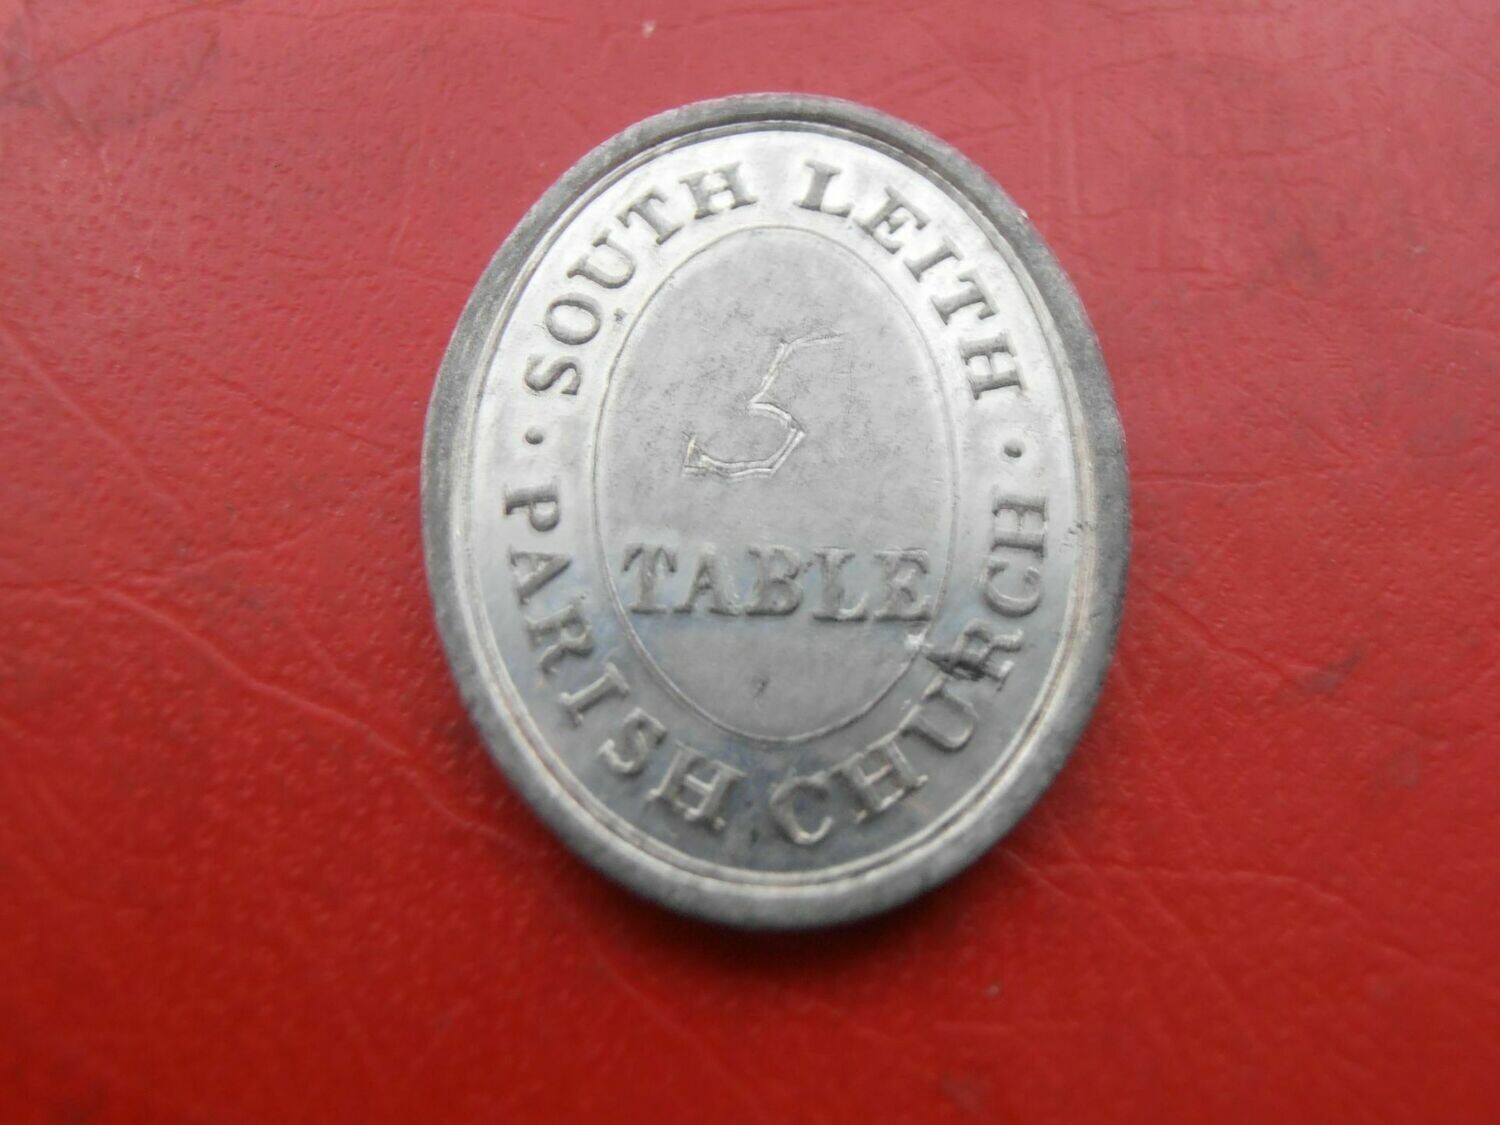 · SOUTH LEITH ·
PARISH CHURCH
5
TABLE